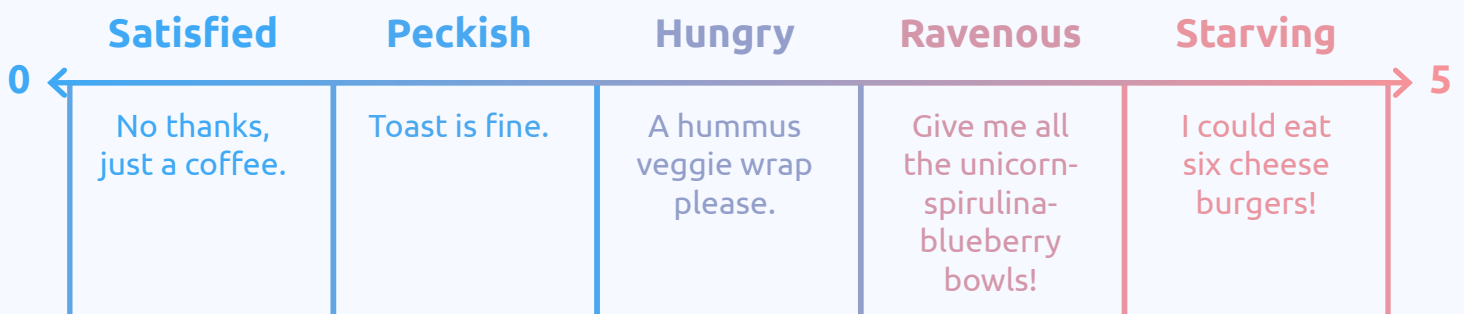 Satisfied Peckish Hungry Ravenous Starving
0 5
No thanks,
just a coffee.
Toast is fine.
A hummus
veggie wrap
please.
Give me all
the unicorn-
spirulina-
blueberry
bowls!
I could eat
six cheese
burgers!